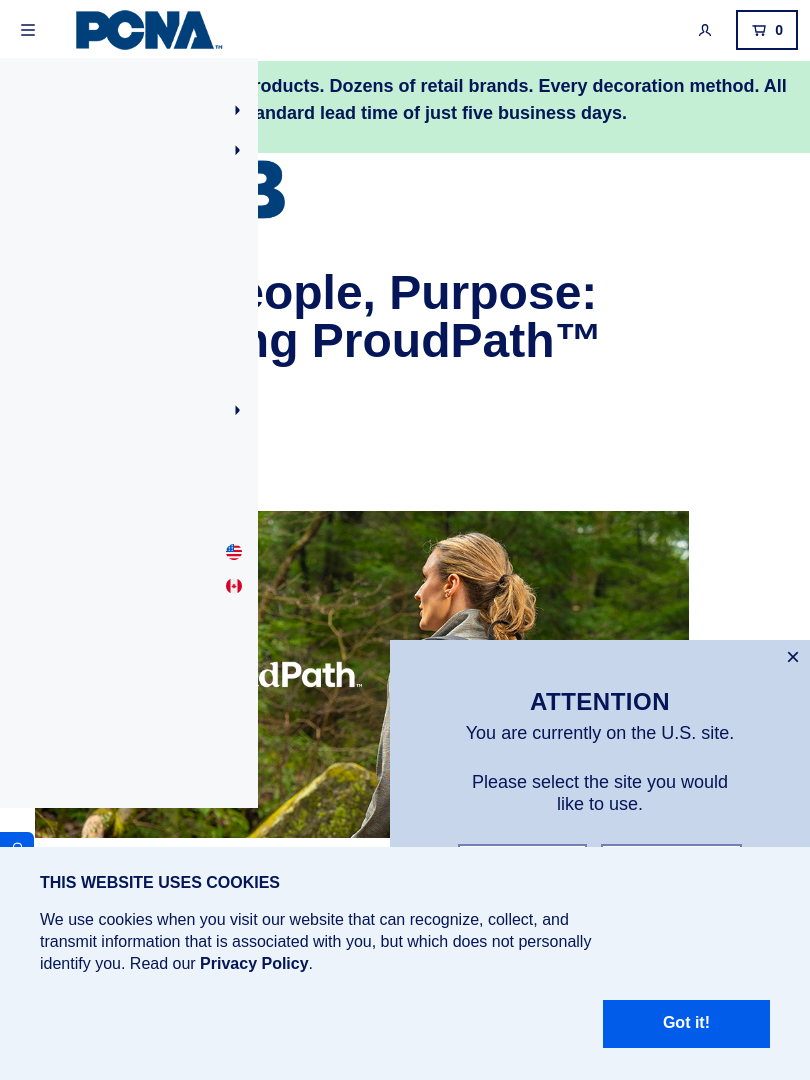 PCNA™
0
roducts. Dozens of retail brands. Every decoration method. All
andard lead time of just five business days.
B
eople, Purpose:
ng ProudPath™
dPath™
ATTENTION
You are currently on the U.S. site.
Please select the site you would
like to use.
THIS WEBSITE USES COOKIES
We use cookies when you visit our website that can recognize, collect, and
transmit information that is associated with you, but which does not personally
identify you. Read our Privacy Policy.
Got it!